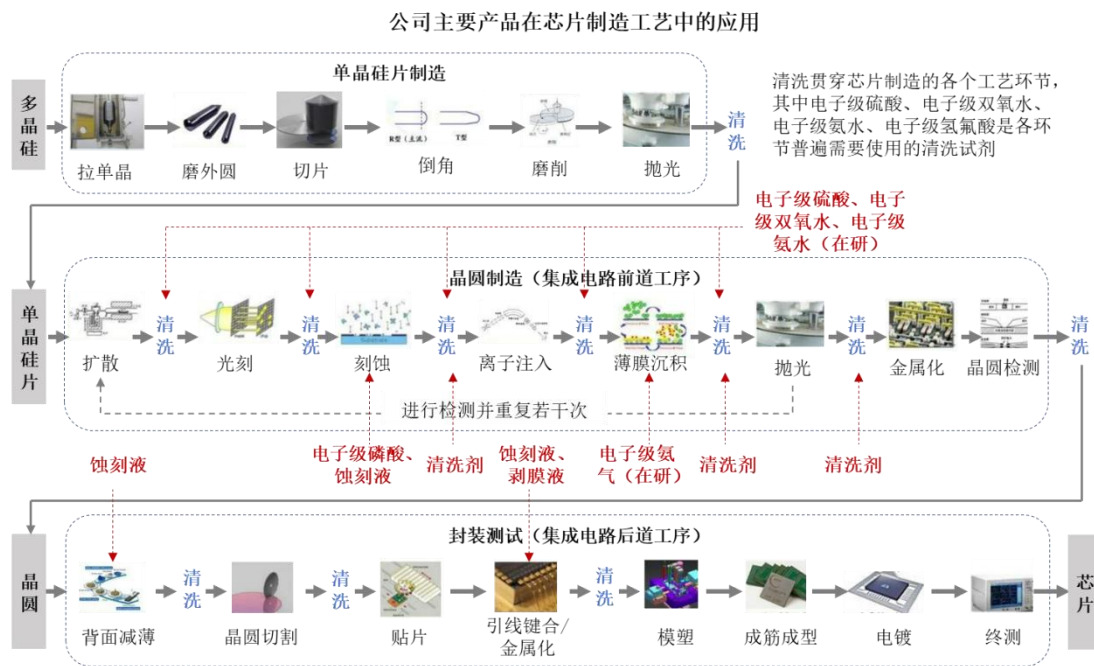 公司主要产品在芯片制造工艺中的应用
单晶硅片制造
多晶硅
拉单晶
磨外圆
切片
R型（主流）
T型
倒角
磨削
抛光
清洗
清洗贯穿芯片制造的各个工艺环节，
其中电子级硫酸、电子级双氧水、
电子级氨水、电子级氢氟酸是各环
节普遍需要使用的清洗试剂
电子级硫酸、电子
级双氧水、电子级
氨水（在研）
晶圆制造（集成电路前道工序）
单晶硅片
扩散
清洗
光刻
清洗
刻蚀
清洗
离子注入
清洗
薄膜沉积
清洗
抛光
清洗
金属化
晶圆检测
清洗
进行检测并重复若干次
蚀刻液
电子级磷酸、
蚀刻液
清洗剂
蚀刻液、
剥膜液
电子级氨
气（在研）
清洗剂
清洗剂
封装测试（集成电路后道工序）
晶圆
背面减薄
清洗
晶圆切割
清洗
贴片
引线键合/
金属化
清洗
模塑
成筋成型
电镀
终测
芯片